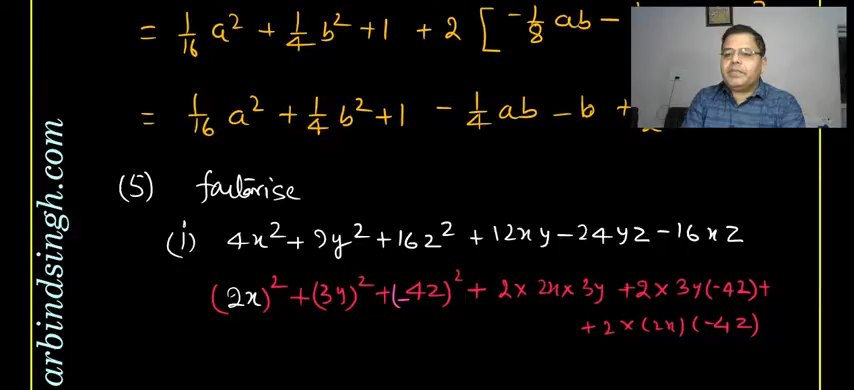 = 1/16 a² + 1/4 b² + 1 + 2 [ -1/8 ab -
= 1/16 a² + 1/4 b² + 1 - 1/4 ab - b +
(5) factorise
(i) 4x² + 9y² + 16z² + 12xy - 24yz - 16xz
(2x)² + (3y)² + (-4z)² + 2 × 2x × 3y + 2 × 3y (-4z) +
+ 2 × (2x) (-4z)
arbindsingh.com